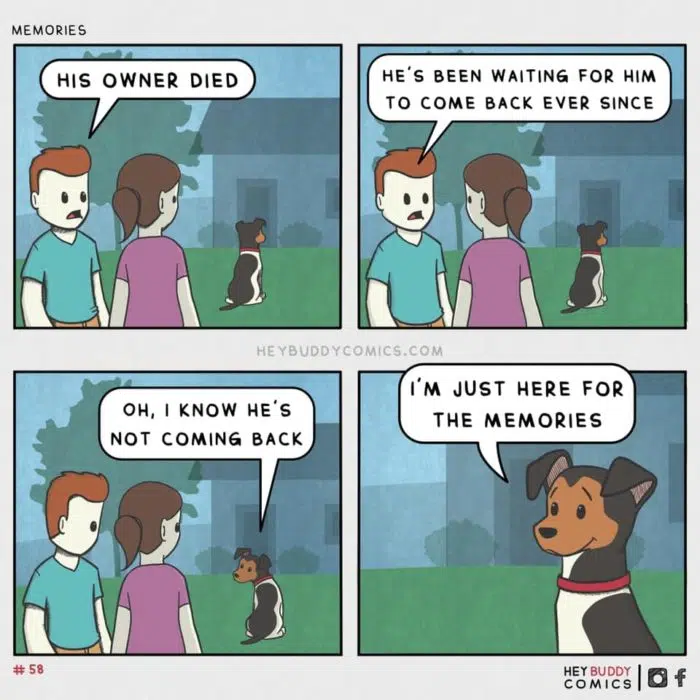 MEMORIES
HIS OWNER DIED
HE'S BEEN WAITING FOR HIM
TO COME BACK EVER SINCE
HEYBUDDYCOMICS.COM
OH, I KNOW HE'S
NOT COMING BACK
I'M JUST HERE FOR
THE MEMORIES
# 58
HEY BUDDY
COMICS
f